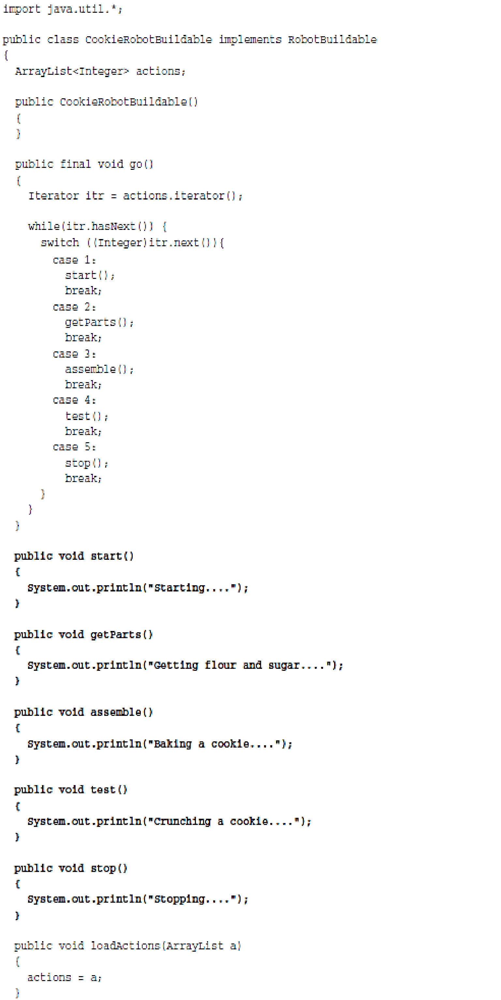 import java.util.*;
public class CookieRobotBuildable implements RobotBuildable
{
ArrayList<Integer> actions;
public CookieRobotBuildable()
{
}
public final void go()
{
Iterator itr = actions.iterator();
while(itr.hasNext()) {
switch ((Integer)itr.next()){
case 1:
start();
break;
case 2:
getParts();
break;
case 3:
assemble();
break;
case 4:
test();
break;
case 5:
stop();
break;
}
}
}
public void start()
{
System.out.println("Starting....");
}
public void getParts()
{
System.out.println("Getting flour and sugar....");
}
public void assemble()
{
System.out.println("Baking a cookie....");
}
public void test()
{
System.out.println("Crunching a cookie....");
}
public void stop()
{
System.out.println("Stopping....");
}
public void loadActions(ArrayList a)
{
actions = a;
}